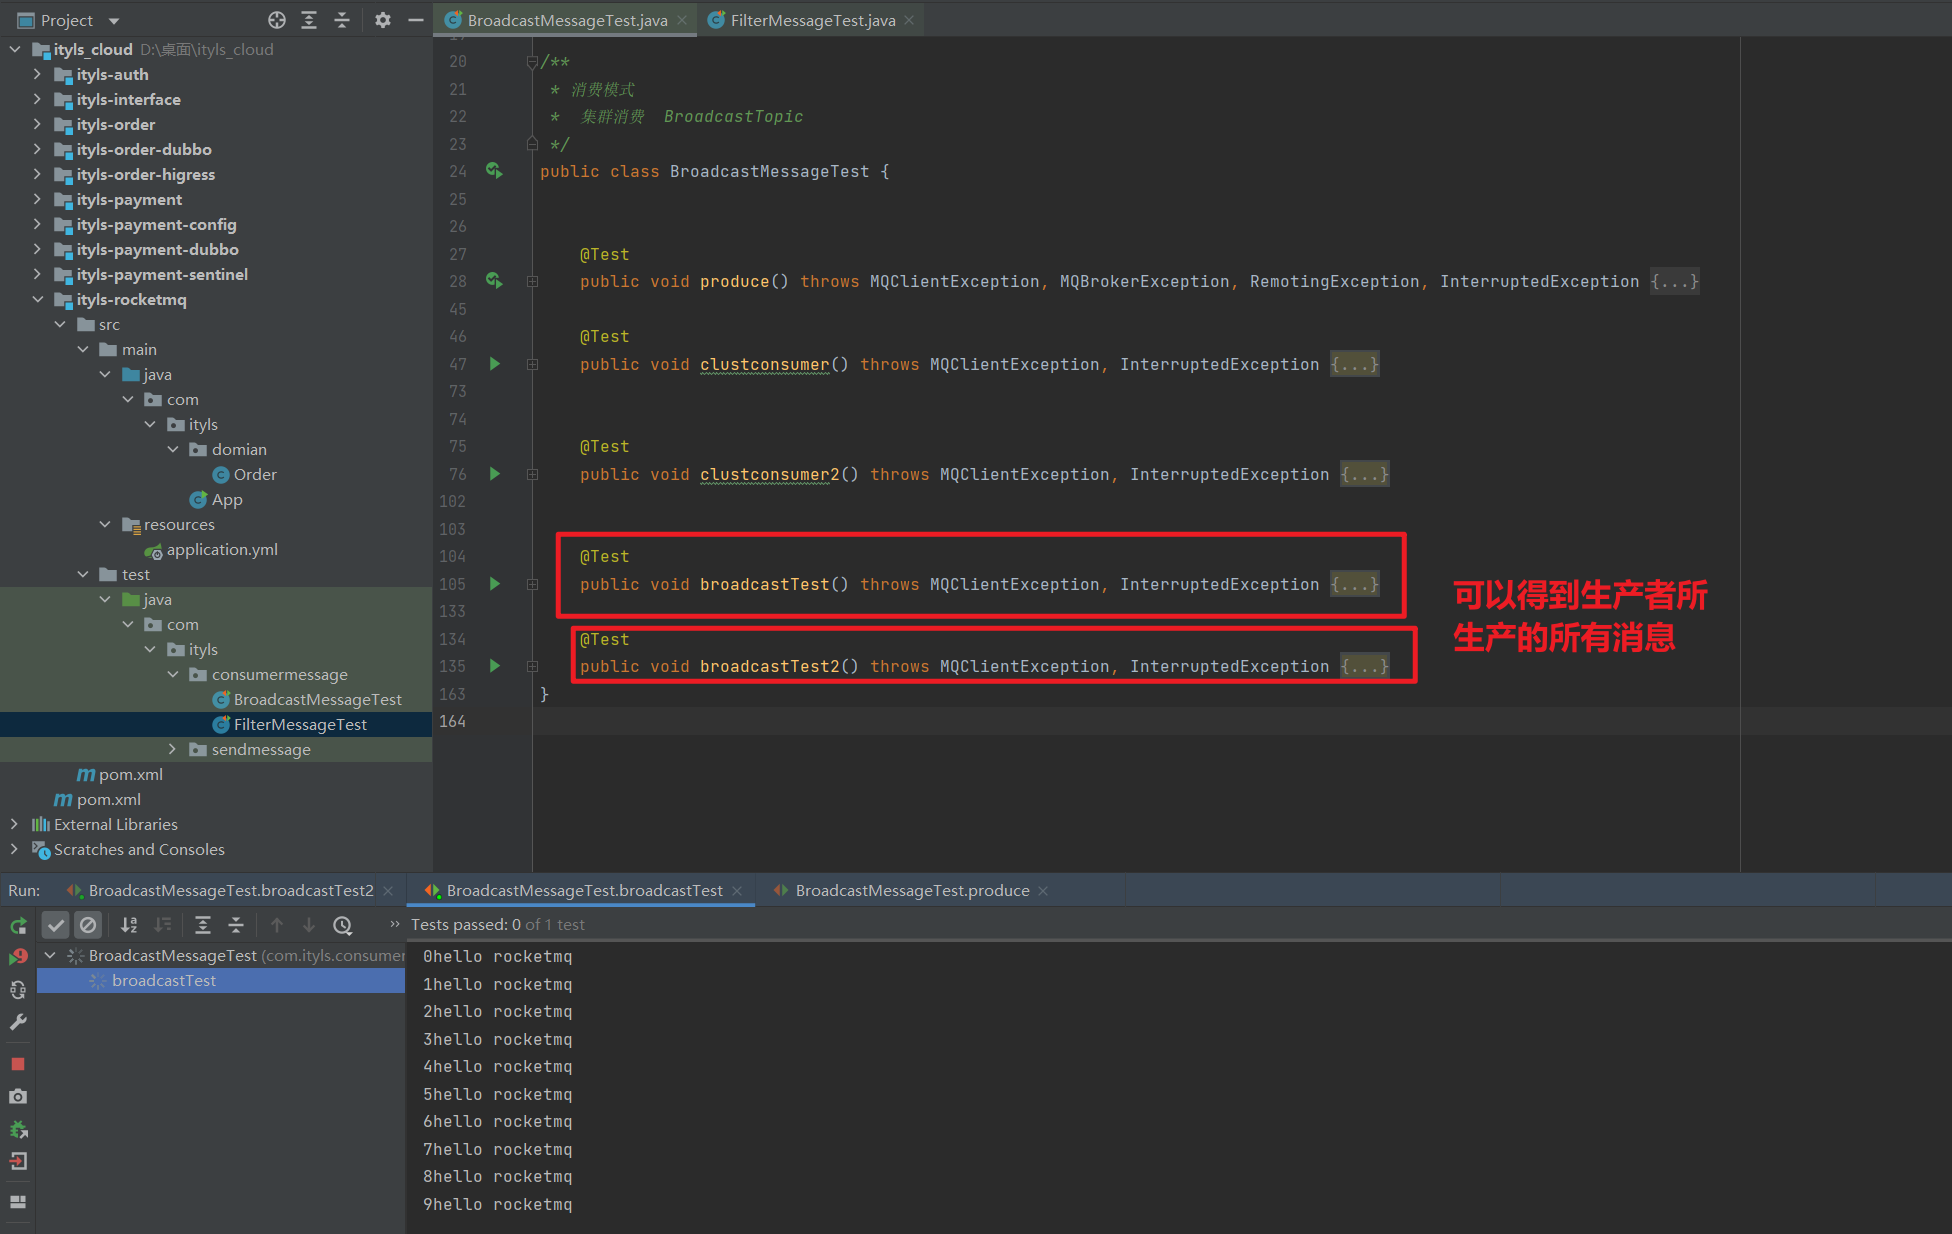 Project
BroadcastMessageTest.java
FilterMessageTest.java
ityls_cloud D:\桌面\ityls_cloud
ityls-auth
ityls-interface
ityls-order
ityls-order-dubbo
ityls-order-higress
ityls-payment
ityls-payment-config
ityls-payment-dubbo
ityls-payment-sentinel
ityls-rocketmq
src
main
java
com
ityls
domian
Order
App
resources
application.yml
test
java
com
ityls
consumermessage
BroadcastMessageTest
FilterMessageTest
sendmessage
pom.xml
pom.xml
External Libraries
Scratches and Consoles
20 /**
21 * 消费模式
22 * 集群消费 BroadcastTopic
23 */
24 public class BroadcastMessageTest {
25
26
27 @Test
28 public void produce() throws MQClientException, MQBrokerException, RemotingException, InterruptedException {...}
45
46 @Test
47 public void clustconsumer() throws MQClientException, InterruptedException {...}
73
74
75 @Test
76 public void clustconsumer2() throws MQClientException, InterruptedException {...}
102
103
104 @Test
105 public void broadcastTest() throws MQClientException, InterruptedException {...}
133
134 @Test
135 public void broadcastTest2() throws MQClientException, InterruptedException {...}
163 }
164
可以得到生产者所
生产的所有消息
Run: BroadcastMessageTest.broadcastTest2 BroadcastMessageTest.broadcastTest BroadcastMessageTest.produce
Tests passed: 0 of 1 test
BroadcastMessageTest (com.ityls.consumer
broadcastTest
0hello rocketmq
1hello rocketmq
2hello rocketmq
3hello rocketmq
4hello rocketmq
5hello rocketmq
6hello rocketmq
7hello rocketmq
8hello rocketmq
9hello rocketmq